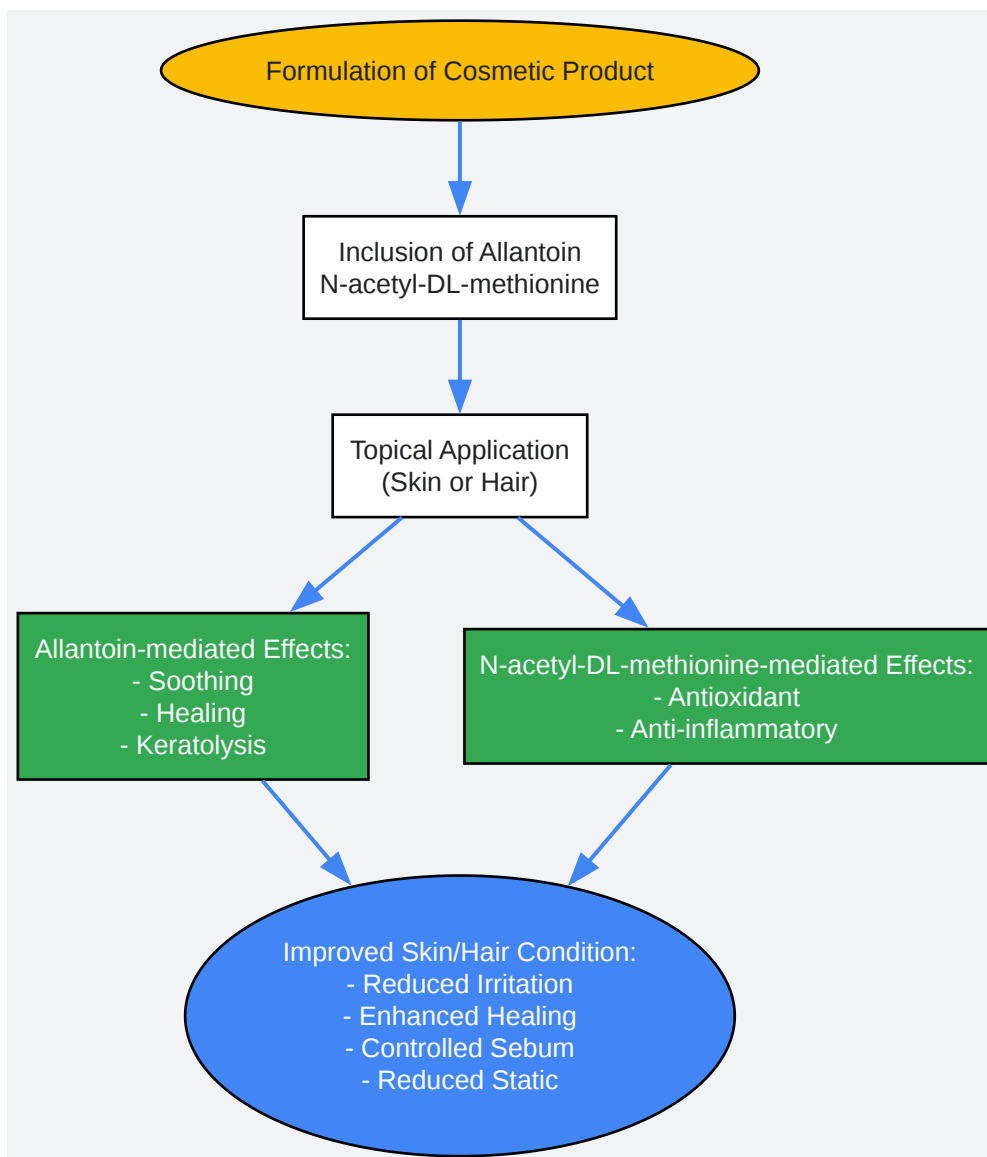 Formulation of Cosmetic Product
Inclusion of Allantoin
N-acetyl-DL-methionine
Topical Application
(Skin or Hair)
Allantoin-mediated Effects:
- Soothing
- Healing
- Keratolysis
N-acetyl-DL-methionine-mediated Effects:
- Antioxidant
- Anti-inflammatory
Improved Skin/Hair Condition:
- Reduced Irritation
- Enhanced Healing
- Controlled Sebum
- Reduced Static